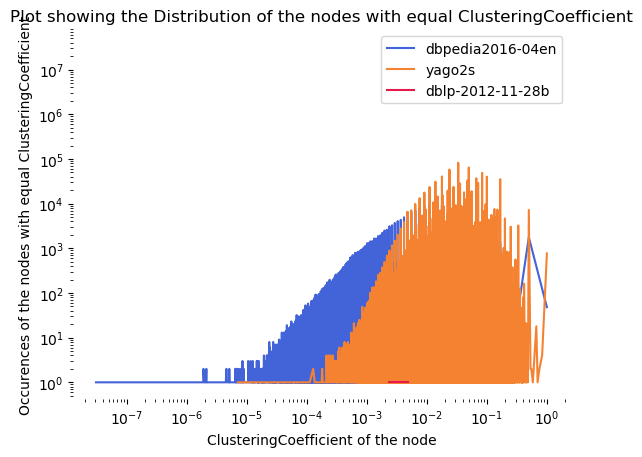 Plot showing the Distribution of the nodes with equal ClusteringCoefficient
Occurences of the nodes with equal ClusteringCoefficient
10⁷
10⁶
10⁵
10⁴
10³
10²
10¹
10⁰
dbpedia2016-04en
yago2s
dblp-2012-11-28b
10⁻⁷ 10⁻⁶ 10⁻⁵ 10⁻⁴ 10⁻³ 10⁻² 10⁻¹ 10⁰
ClusteringCoefficient of the node